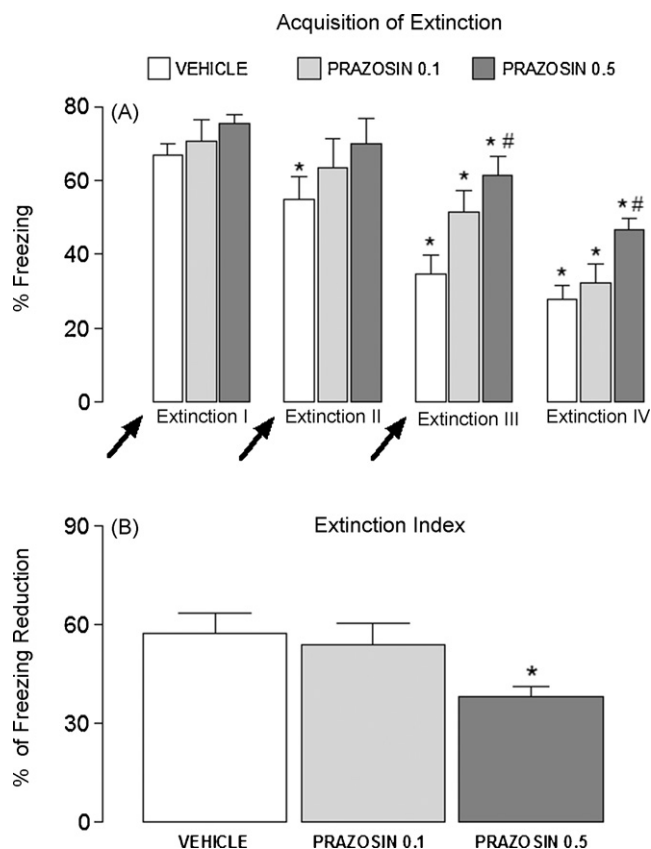 Acquisition of Extinction
VEHICLE PRAZOSIN 0.1 PRAZOSIN 0.5
(A)
% Freezing
80
60
40
20
0
* * * * # * * * #
Extinction I Extinction II Extinction III Extinction IV
(B) Extinction Index
% of Freezing Reduction
90
60
30
0
*
VEHICLE PRAZOSIN 0.1 PRAZOSIN 0.5